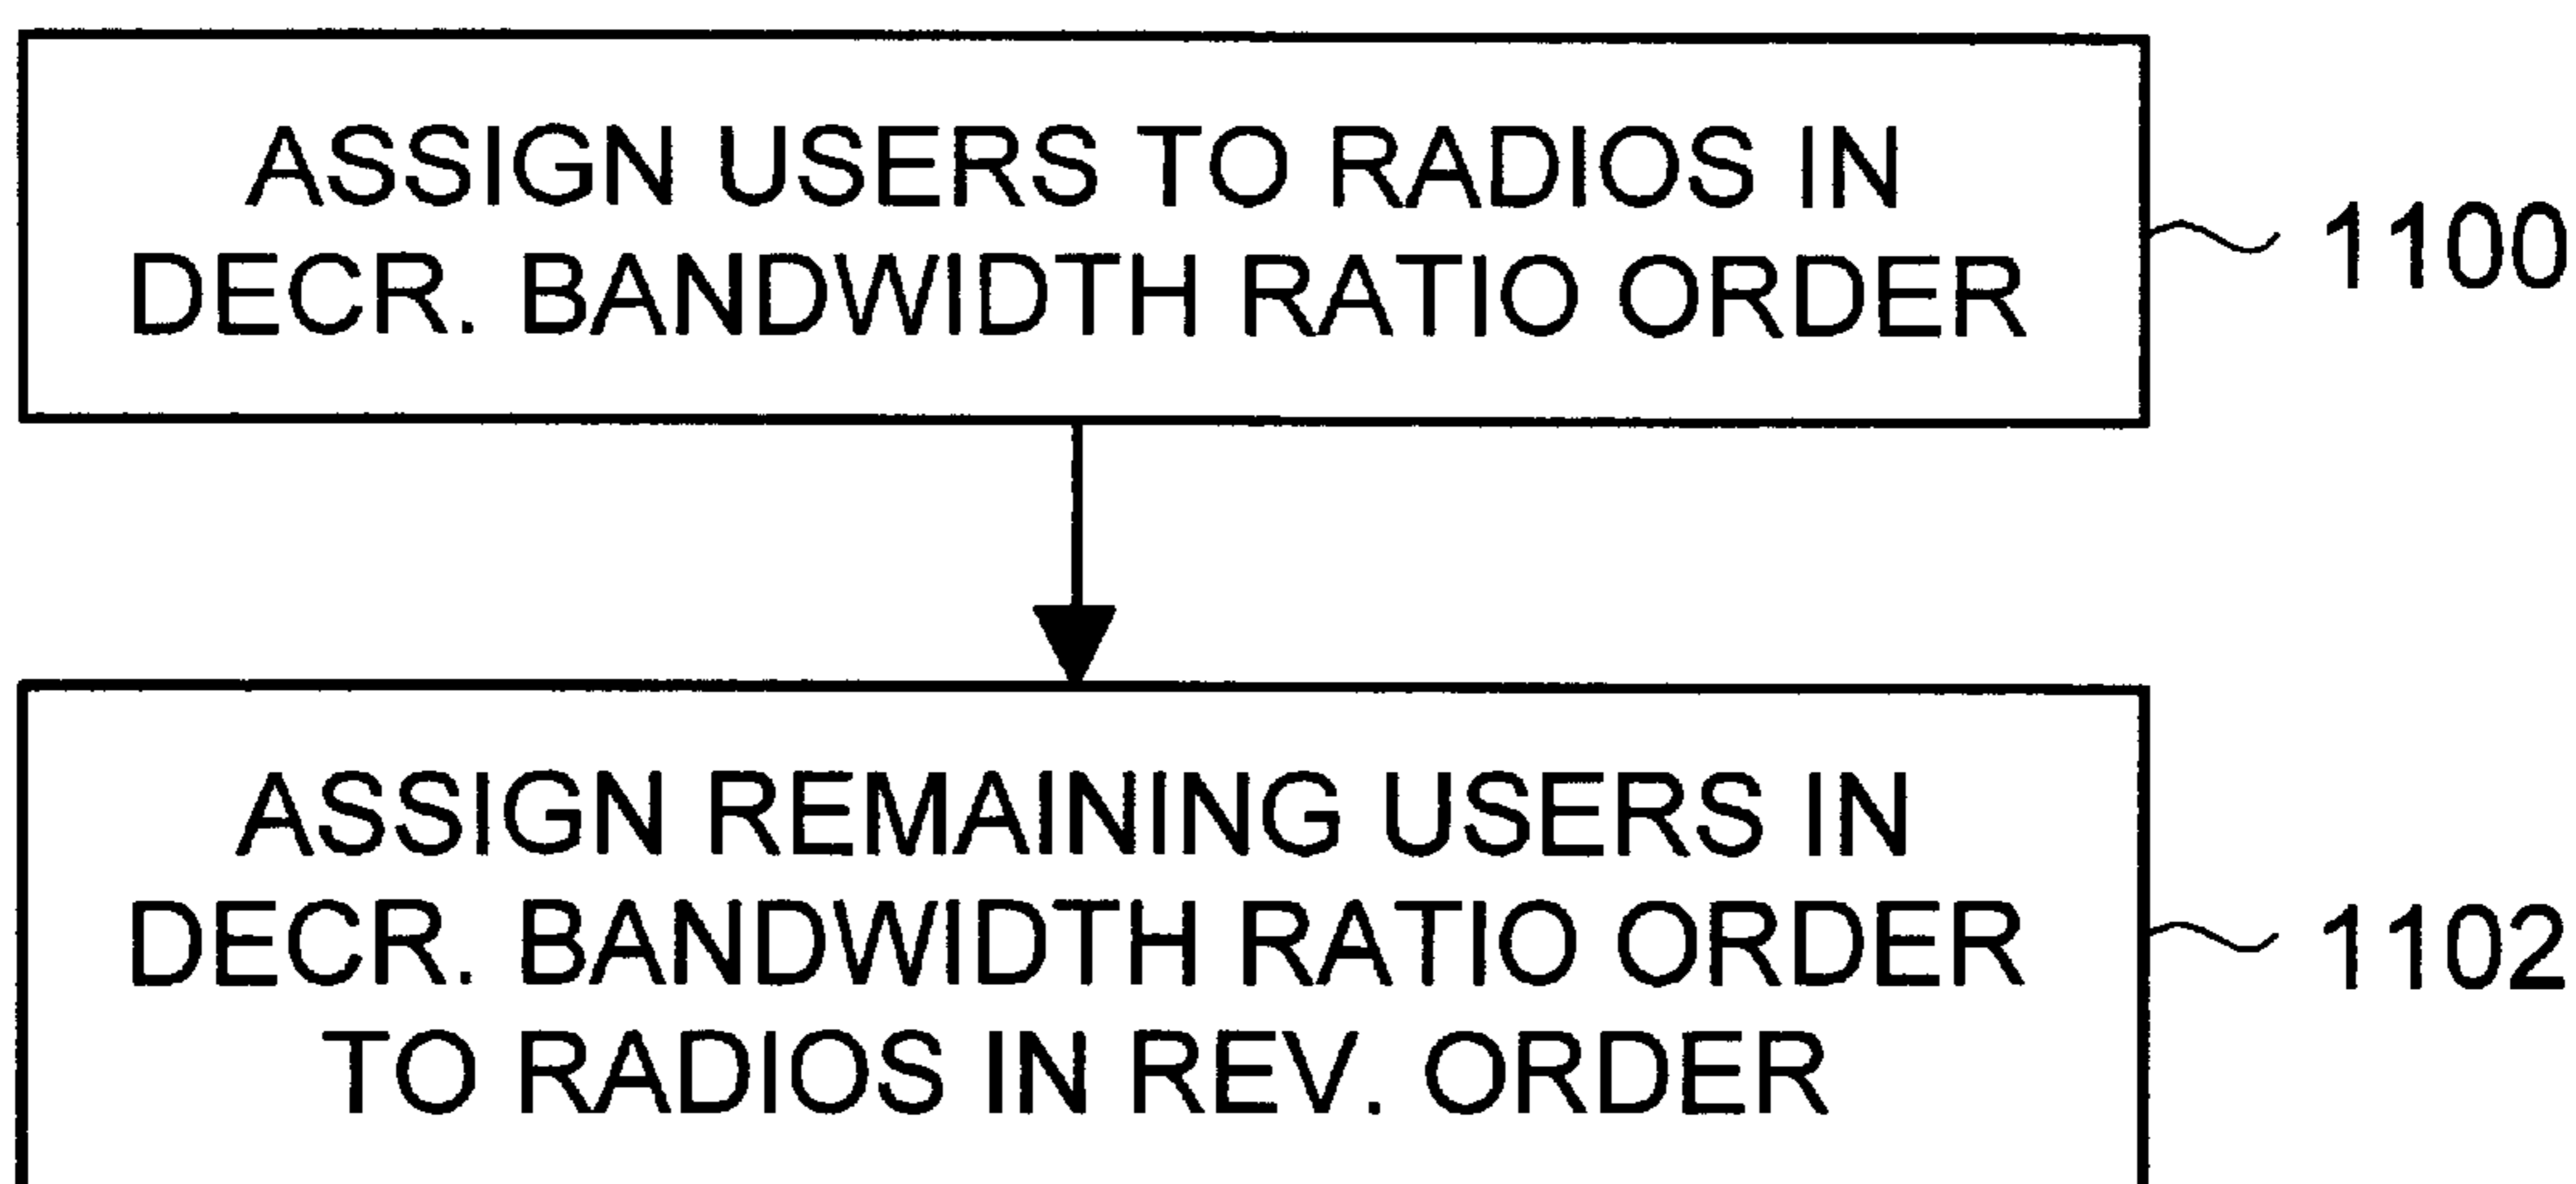 ASSIGN USERS TO RADIOS IN
DECR. BANDWIDTH RATIO ORDER
1100
ASSIGN REMAINING USERS IN
DECR. BANDWIDTH RATIO ORDER
TO RADIOS IN REV. ORDER
1102